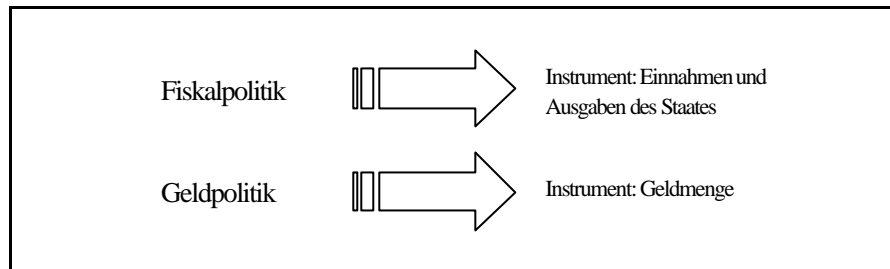 Fiskalpolitik
Instrument: Einnahmen und
Ausgaben des Staates
Geldpolitik
Instrument: Geldmenge